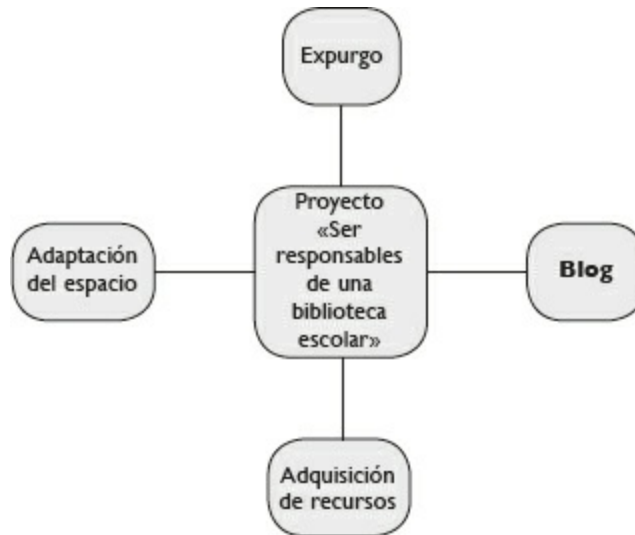 Expurgo
Proyecto
«Ser
responsables
de una
biblioteca
escolar»
Adaptación
del espacio
Blog
Adquisición
de recursos